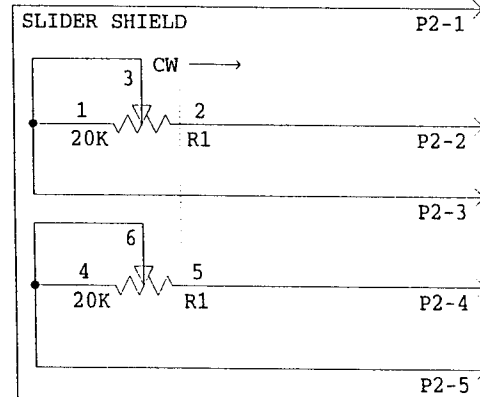 SLIDER SHIELD
P2-1
3 CW
1 2
20K R1 P2-2
P2-3
6
4 5
20K R1 P2-4
P2-5